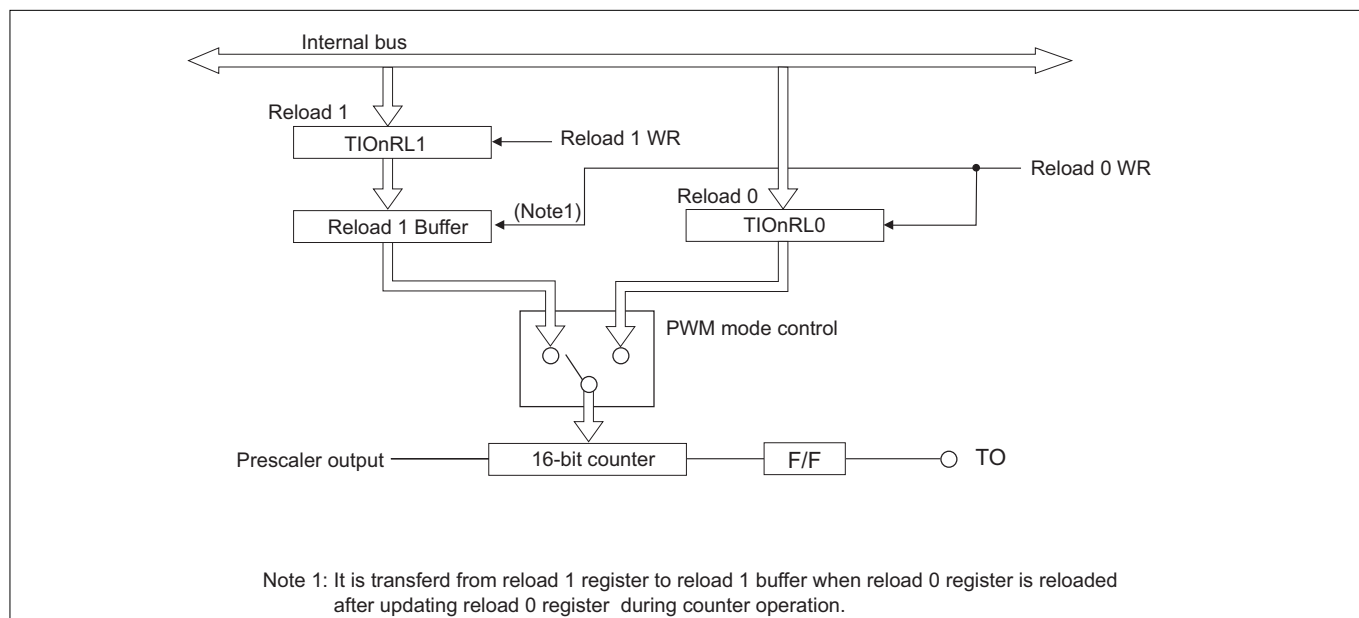 Internal bus
Reload 1
TIOnRL1
Reload 1 WR
Reload 0 WR
Reload 0
(Note1)
Reload 1 Buffer
TIOnRL0
PWM mode control
Prescaler output
16-bit counter
F/F
TO
Note 1: It is transferd from reload 1 register to reload 1 buffer when reload 0 register is reloaded
after updating reload 0 register during counter operation.